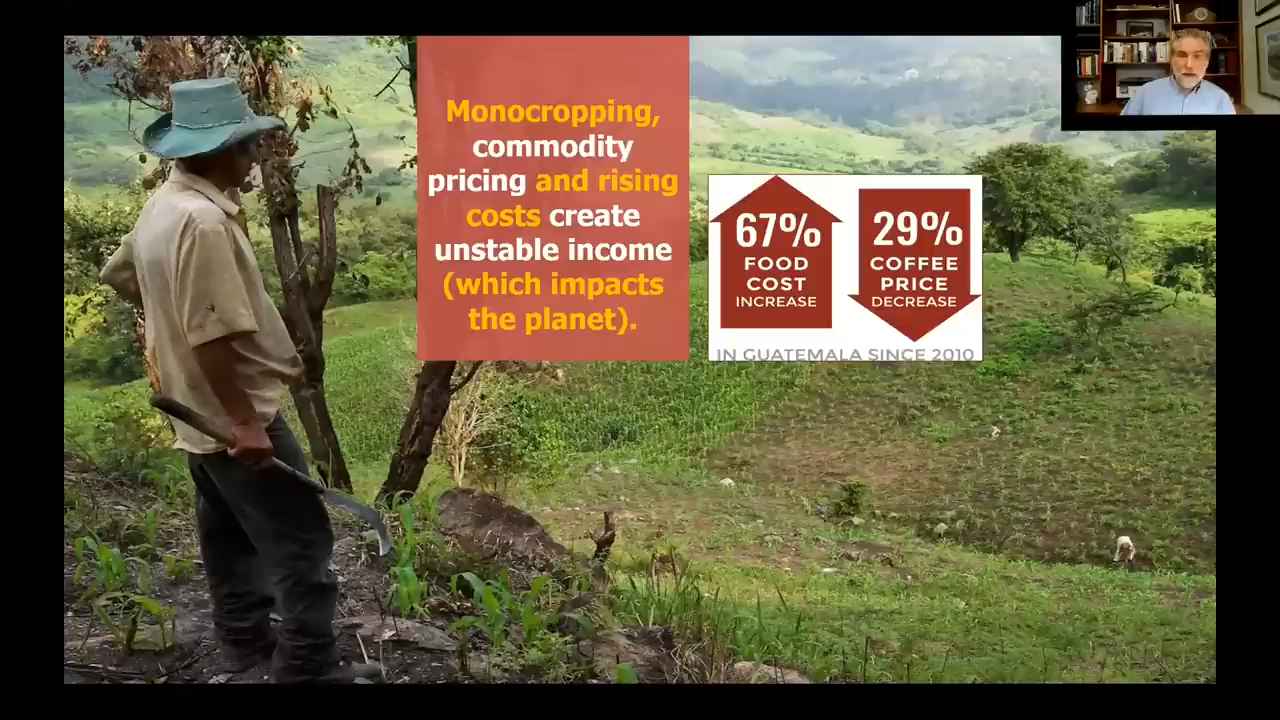 Monocropping,
commodity
pricing and rising
costs create
unstable income
(which impacts
the planet).
67%
FOOD
COST
INCREASE
29%
COFFEE
PRICE
DECREASE
IN GUATEMALA SINCE 2010